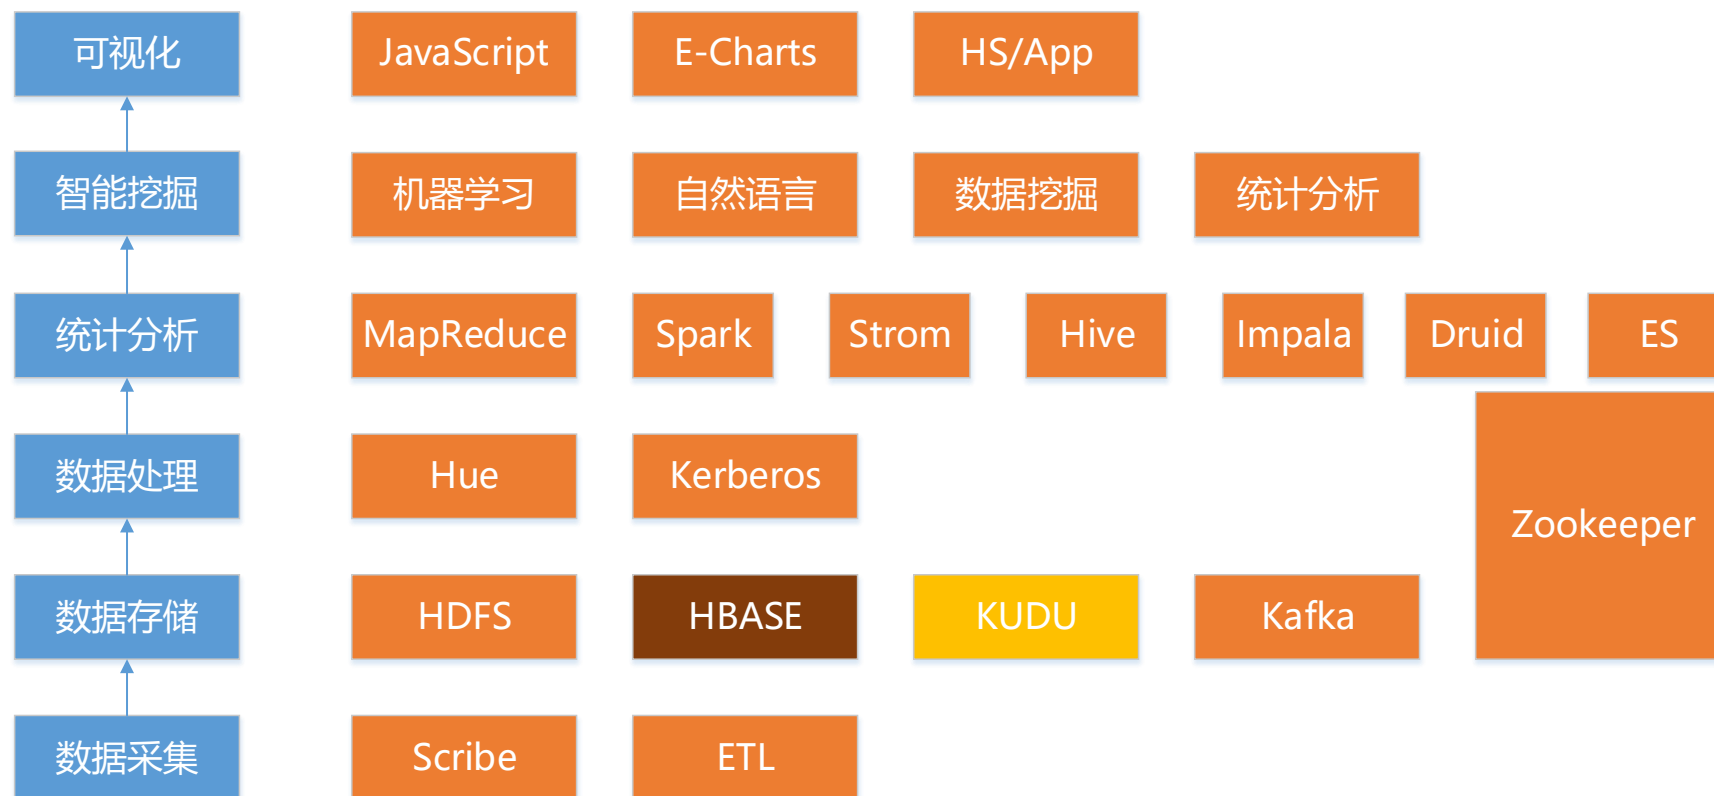 可视化
JavaScript
E-Charts
HS/App
智能挖掘
机器学习
自然语言
数据挖掘
统计分析
统计分析
MapReduce
Spark
Strom
Hive
Impala
Druid
ES
数据处理
Hue
Kerberos
Zookeeper
数据存储
HDFS
HBASE
KUDU
Kafka
数据采集
Scribe
ETL